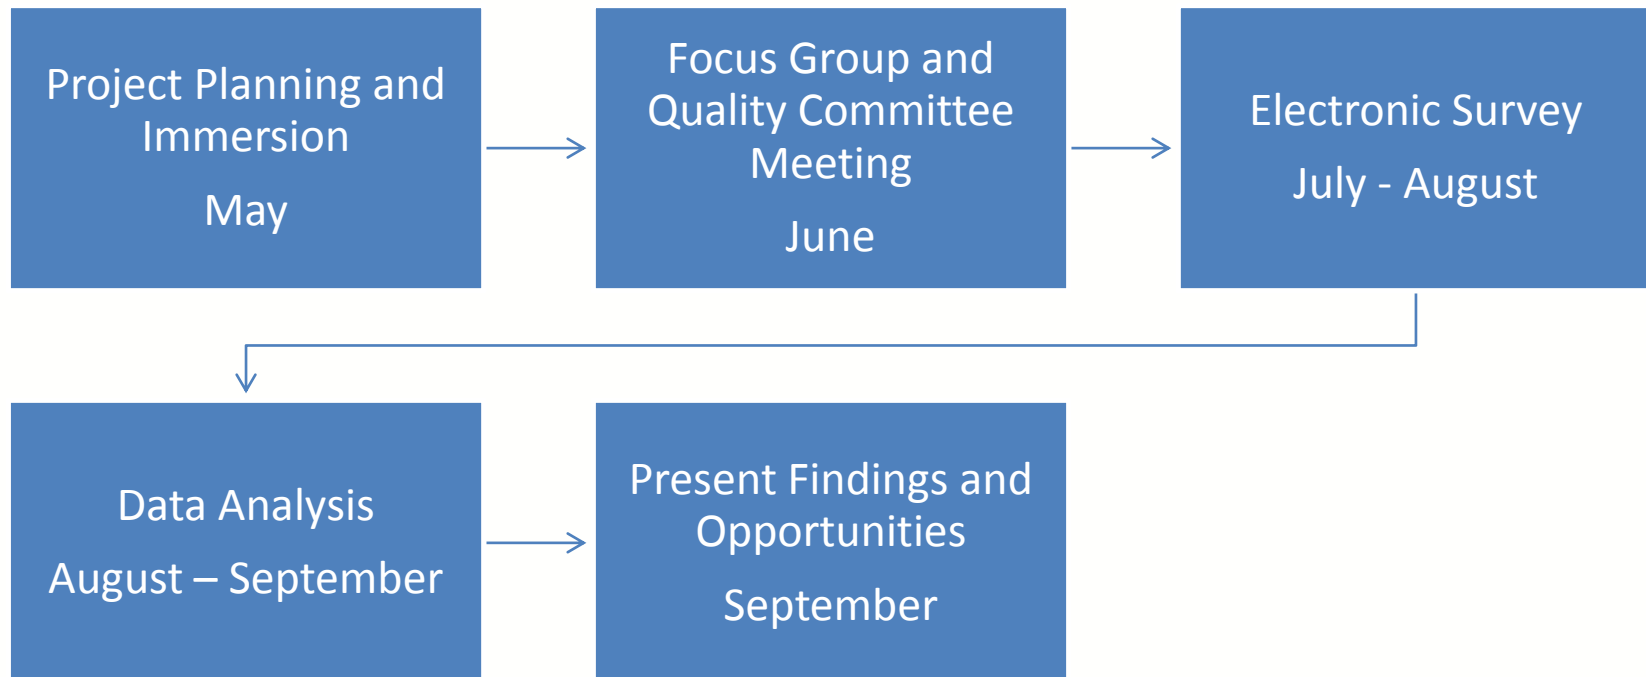 Project Planning and
Immersion
May
Focus Group and
Quality Committee
Meeting
June
Electronic Survey
July - August
Data Analysis
August – September
Present Findings and
Opportunities
September